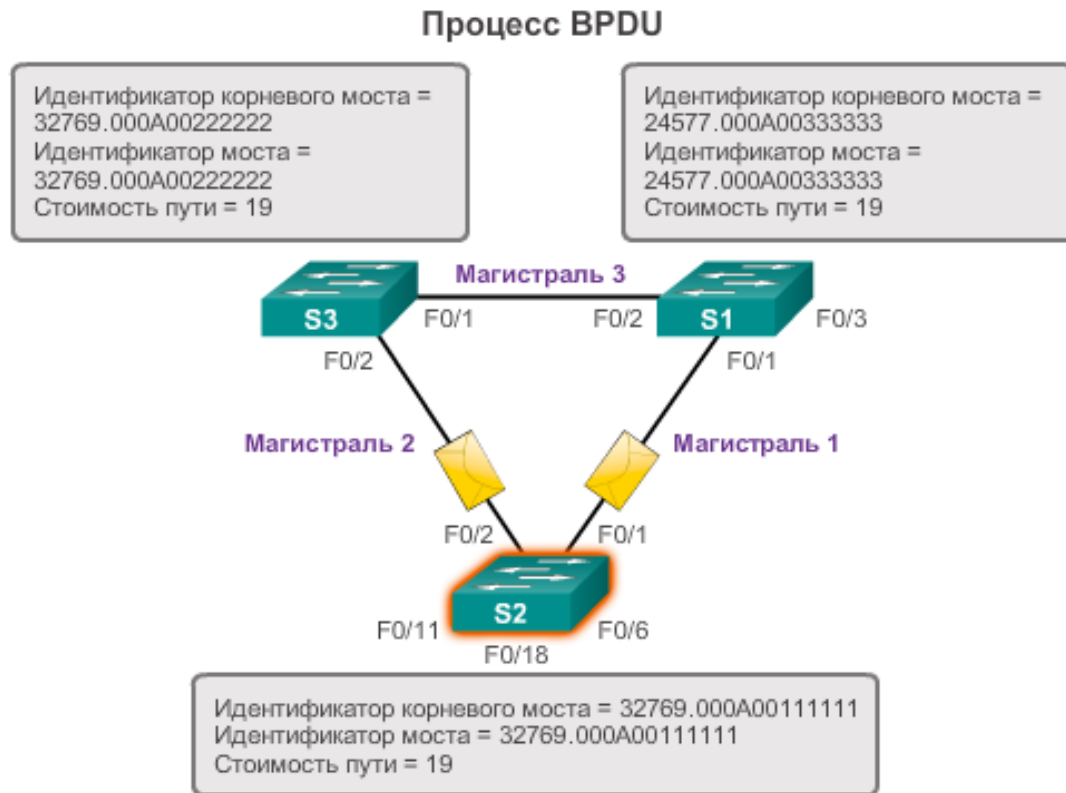 Процесс BPDU
Идентификатор корневого моста =
32769.000A00222222
Идентификатор моста =
32769.000A00222222
Стоимость пути = 19
Идентификатор корневого моста =
24577.000A00333333
Идентификатор моста =
24577.000A00333333
Стоимость пути = 19
Магистраль 3
S3
F0/1
F0/2
S1
F0/3
F0/2
F0/1
Магистраль 2
Магистраль 1
F0/2
F0/1
S2
F0/11
F0/6
F0/18
Идентификатор корневого моста = 32769.000A00111111
Идентификатор моста = 32769.000A00111111
Стоимость пути = 19